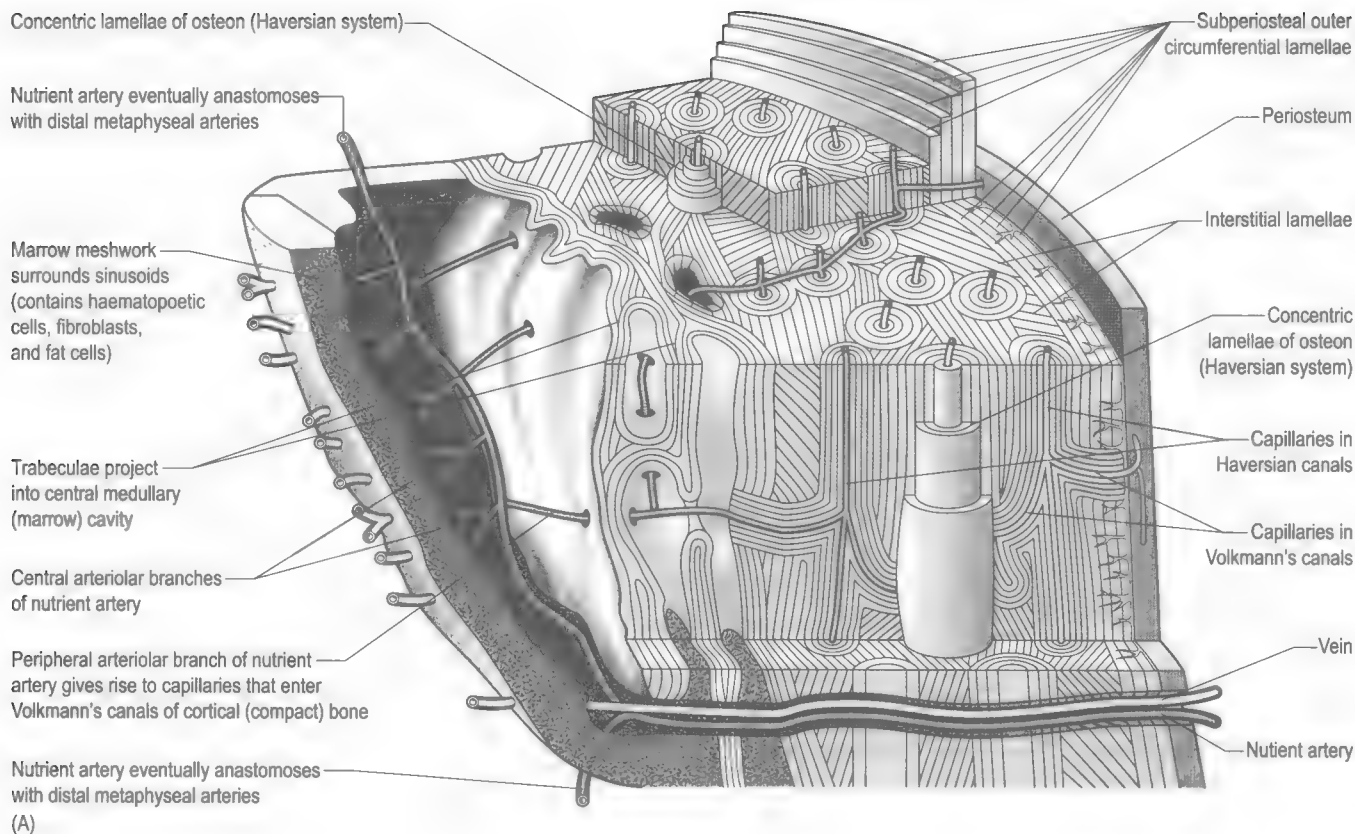 Concentric lamellae of osteon (Haversian system)
Nutrient artery eventually anastomoses
with distal metaphyseal arteries
Marrow meshwork
surrounds sinusoids
(contains haematopoetic
cells, fibroblasts,
and fat cells)
Trabeculae project
into central medullary
(marrow) cavity
Central arteriolar branches
of nutrient artery
Peripheral arteriolar branch of nutrient
artery gives rise to capillaries that enter
Volkmann's canals of cortical (compact) bone
Nutrient artery eventually anastomoses
with distal metaphyseal arteries
(A)
Subperiosteal outer
circumferential lamellae
Periosteum
Interstitial lamellae
Concentric
lamellae of osteon
(Haversian system)
Capillaries in
Haversian canals
Capillaries in
Volkmann's canals
Vein
Nutient artery